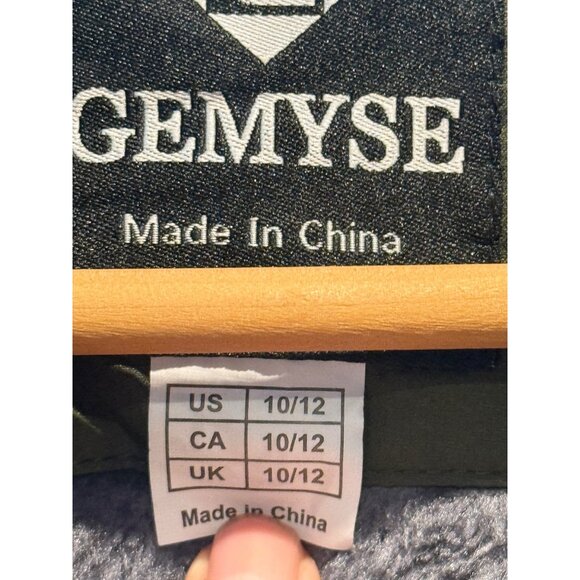 GEMYSE
Made In China
US 10/12
CA 10/12
UK 10/12
Made in China